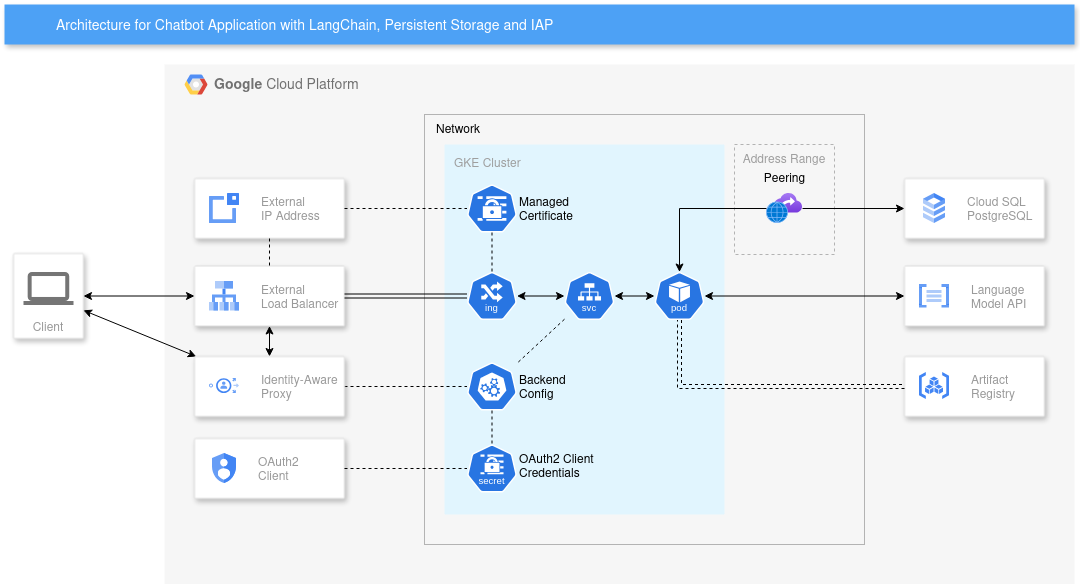 Architecture for Chatbot Application with LangChain, Persistent Storage and IAP
Google Cloud Platform
Network
GKE Cluster
Address Range
Peering
External
IP Address
Managed
Certificate
Cloud SQL
PostgreSQL
Client
External
Load Balancer
ing
svc
pod
Language
Model API
Identity-Aware
Proxy
Backend
Config
Artifact
Registry
OAuth2
Client
secret
OAuth2 Client
Credentials